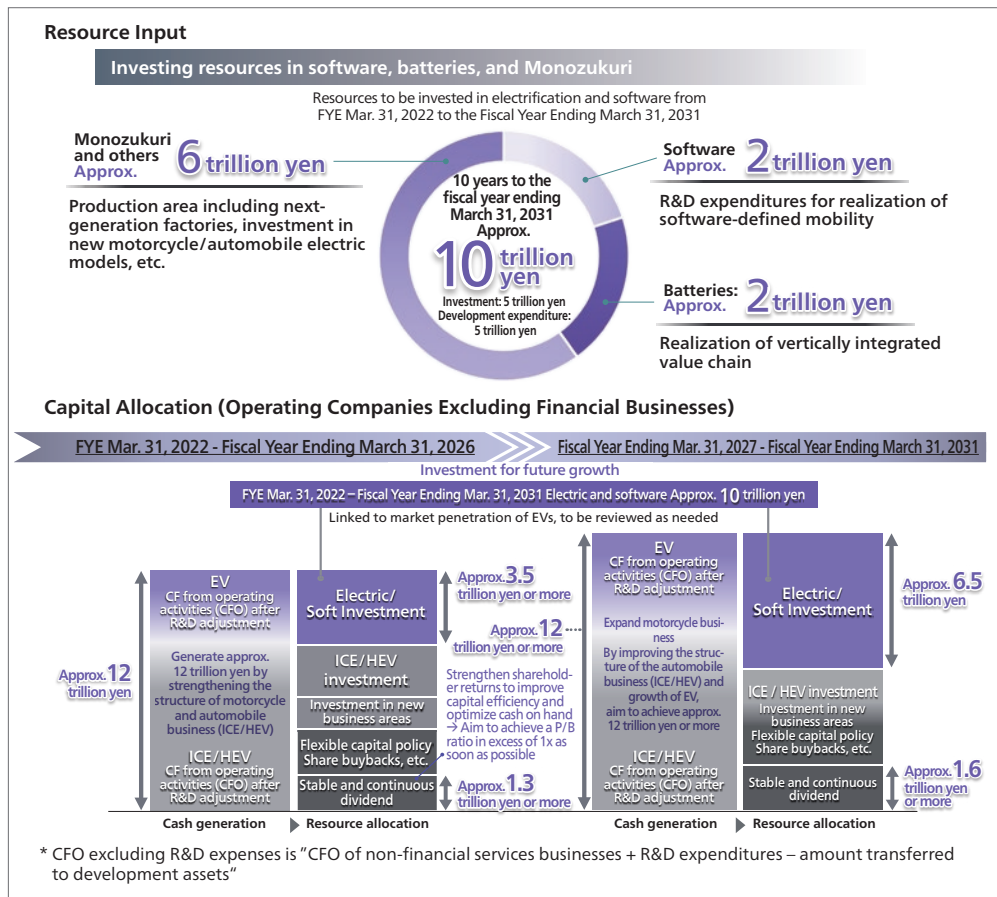 Resource Input
Investing resources in software, batteries, and Monozukuri
Resources to be invested in electrification and software from
FYE Mar. 31, 2022 to the Fiscal Year Ending March 31, 2031
Monozukuri
and others
Approx. 6 trillion yen
Production area including next-
generation factories, investment in
new motorcycle/automobile electric
models, etc.
10 years to the
fiscal year ending
March 31, 2031
Approx.
10 trillion
yen
Investment: 5 trillion yen
Development expenditure:
5 trillion yen
Software
Approx. 2 trillion yen
R&D expenditures for realization of
software-defined mobility
Batteries:
Approx. 2 trillion yen
Realization of vertically integrated
value chain
Capital Allocation (Operating Companies Excluding Financial Businesses)
FYE Mar. 31, 2022 - Fiscal Year Ending March 31, 2026
Fiscal Year Ending Mar. 31, 2027 - Fiscal Year Ending March 31, 2031
Investment for future growth
FYE Mar. 31, 2022 – Fiscal Year Ending Mar. 31, 2031 Electric and software Approx. 10 trillion yen
Linked to market penetration of EVs, to be reviewed as needed
Approx. 12
trillion yen
EV
CF from operating
activities (CFO) after
R&D adjustment
Generate approx.
12 trillion yen by
strengthening the
structure of motorcycle
and automobile
business (ICE/HEV)
ICE/HEV
CF from operating
activities (CFO) after
R&D adjustment
Electric/
Soft Investment
ICE/HEV
investment
Investment in new
business areas
Flexible capital policy
Share buybacks, etc.
Stable and continuous
dividend
Approx. 3.5
trillion yen or more
Approx. 12
trillion yen or more
Strengthen sharehold-
er returns to improve
capital efficiency and
optimize cash on hand
→ Aim to achieve a P/B
ratio in excess of 1x as
soon as possible
Approx. 1.3
trillion yen or more
EV
CF from operating
activities (CFO) after
R&D adjustment
Expand motorcycle busi-
ness
By improving the struc-
ture of the automobile
business (ICE/HEV) and
growth of EV,
aim to achieve approx.
12 trillion yen or more
ICE/HEV
CF from operating
activities (CFO) after
R&D adjustment
Electric/
Soft Investment
ICE / HEV investment
Investment in new
business areas
Flexible capital policy
Share buybacks, etc.
Stable and continuous
dividend
Approx. 6.5
trillion yen
Approx. 1.6
trillion yen
or more
Cash generation
Resource allocation
Cash generation
Resource allocation
* CFO excluding R&D expenses is "CFO of non-financial services businesses + R&D expenditures – amount transferred
to development assets"